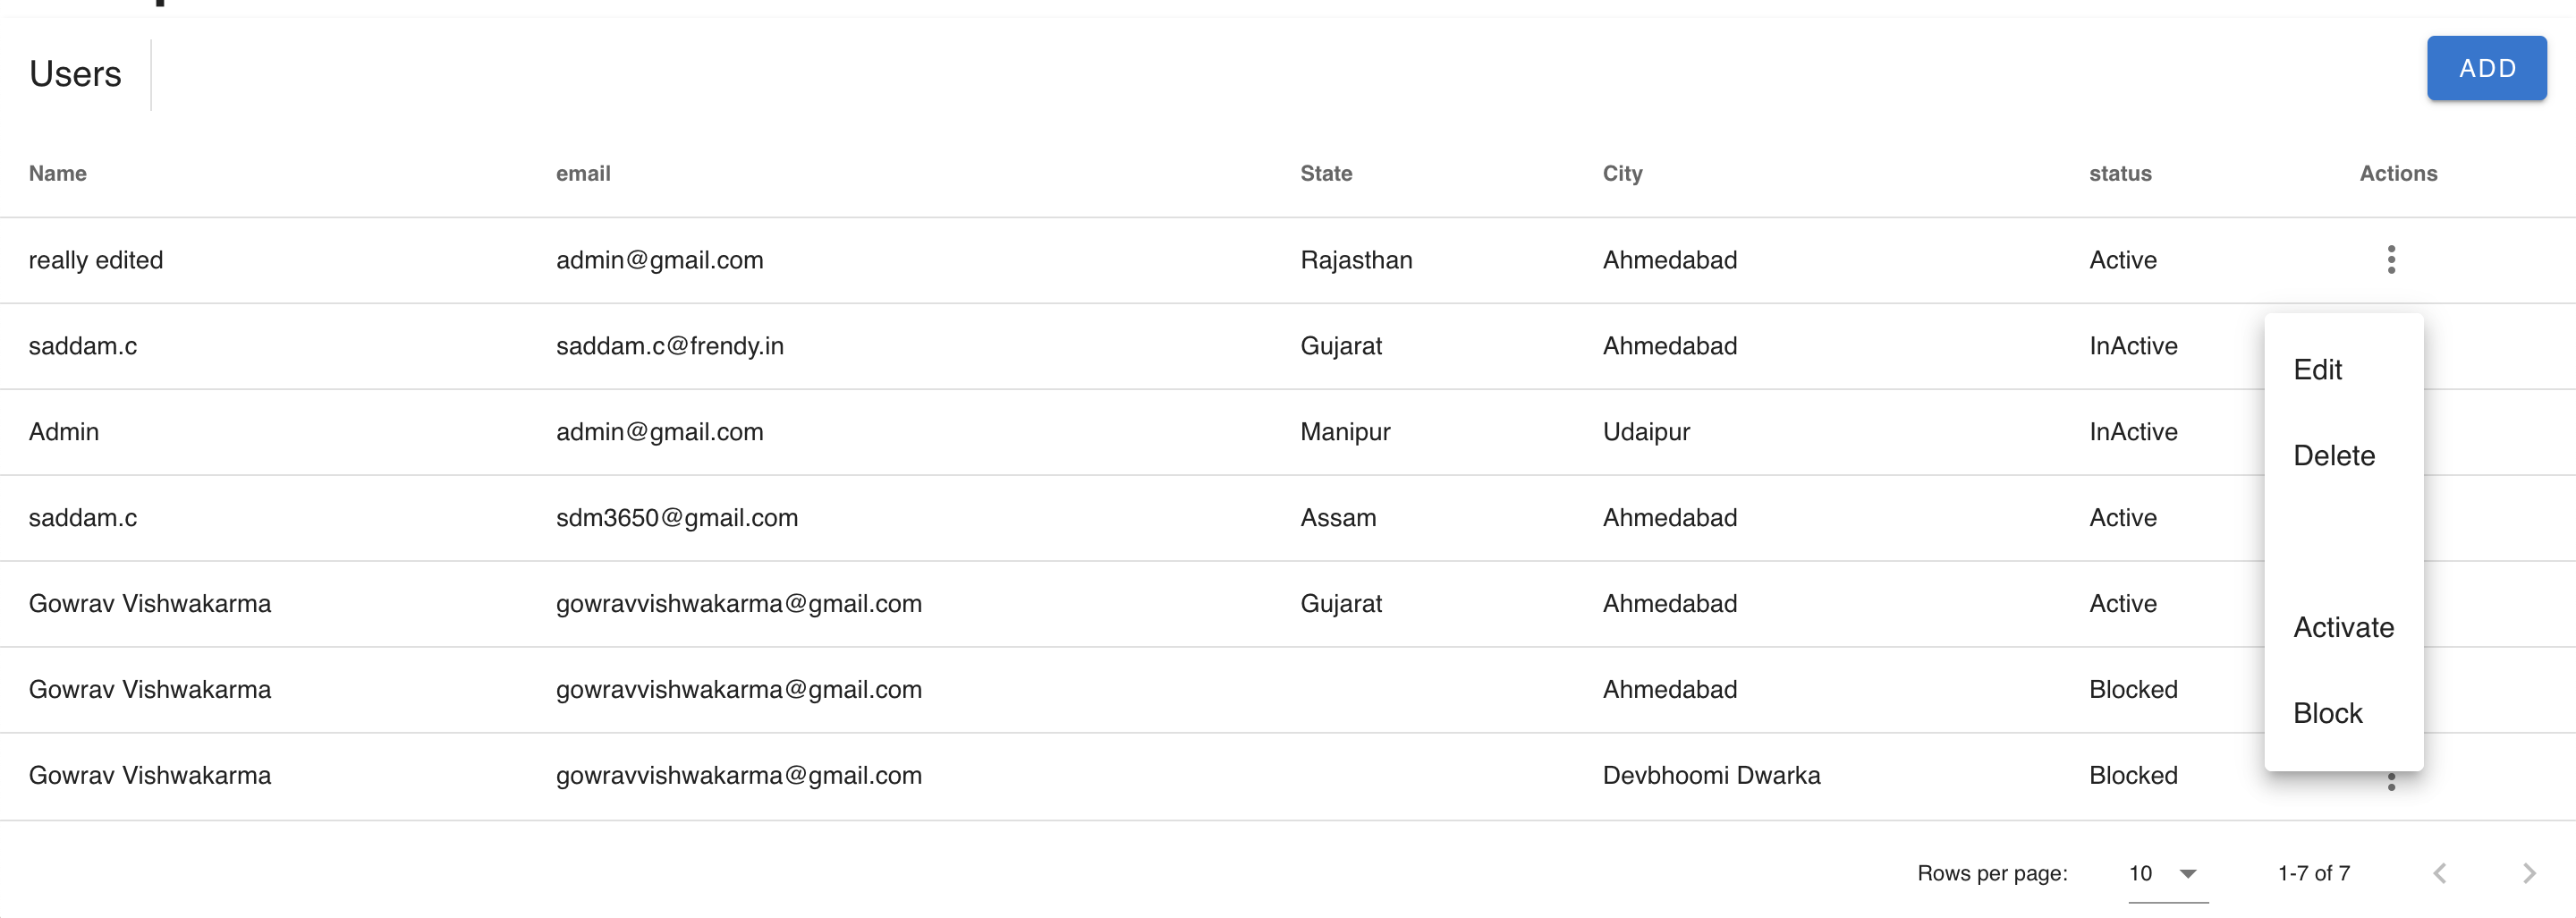 Users
ADD
Name email State City status Actions
really edited admin@gmail.com Rajasthan Ahmedabad Active
saddam.c saddam.c@frendy.in Gujarat Ahmedabad InActive
Edit
Admin admin@gmail.com Manipur Udaipur InActive
Delete
saddam.c sdm3650@gmail.com Assam Ahmedabad Active
Gowrav Vishwakarma gowravvishwakarma@gmail.com Gujarat Ahmedabad Active
Activate
Gowrav Vishwakarma gowravvishwakarma@gmail.com Ahmedabad Blocked
Block
Gowrav Vishwakarma gowravvishwakarma@gmail.com Devbhoomi Dwarka Blocked
Rows per page: 10 1-7 of 7